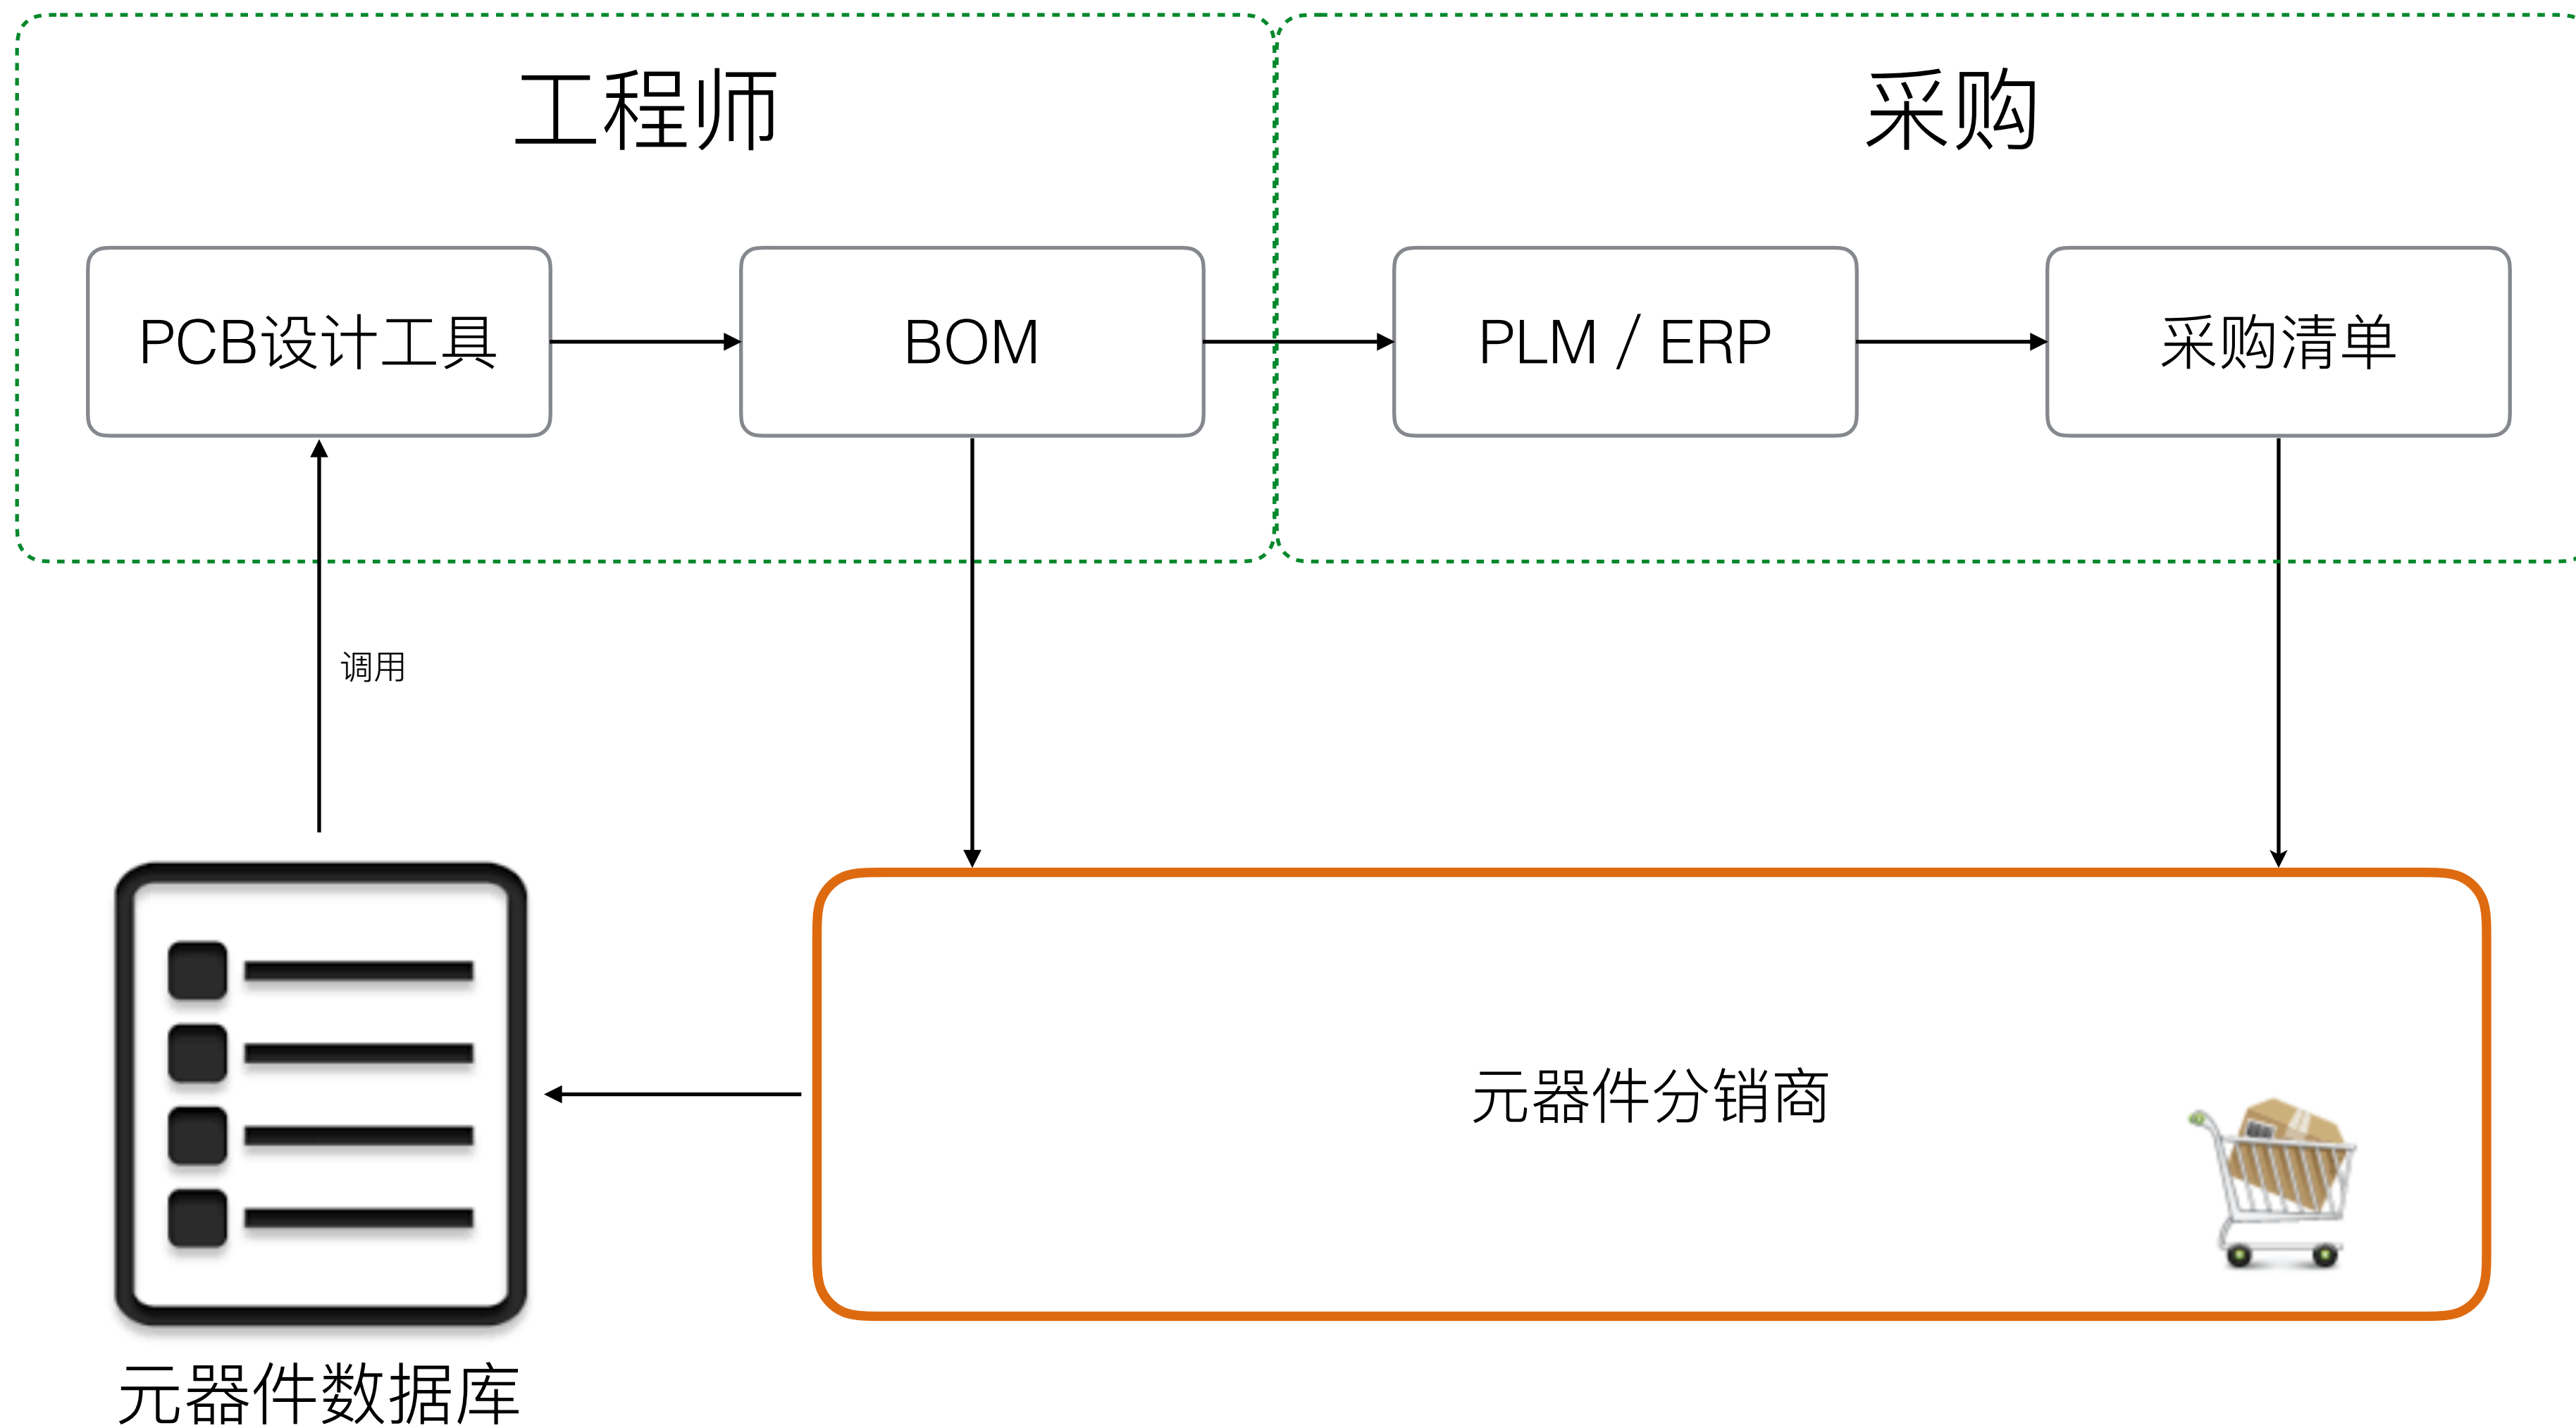 工程师
采购
PCB设计工具
BOM
PLM / ERP
采购清单
调用
元器件分销商
元器件数据库